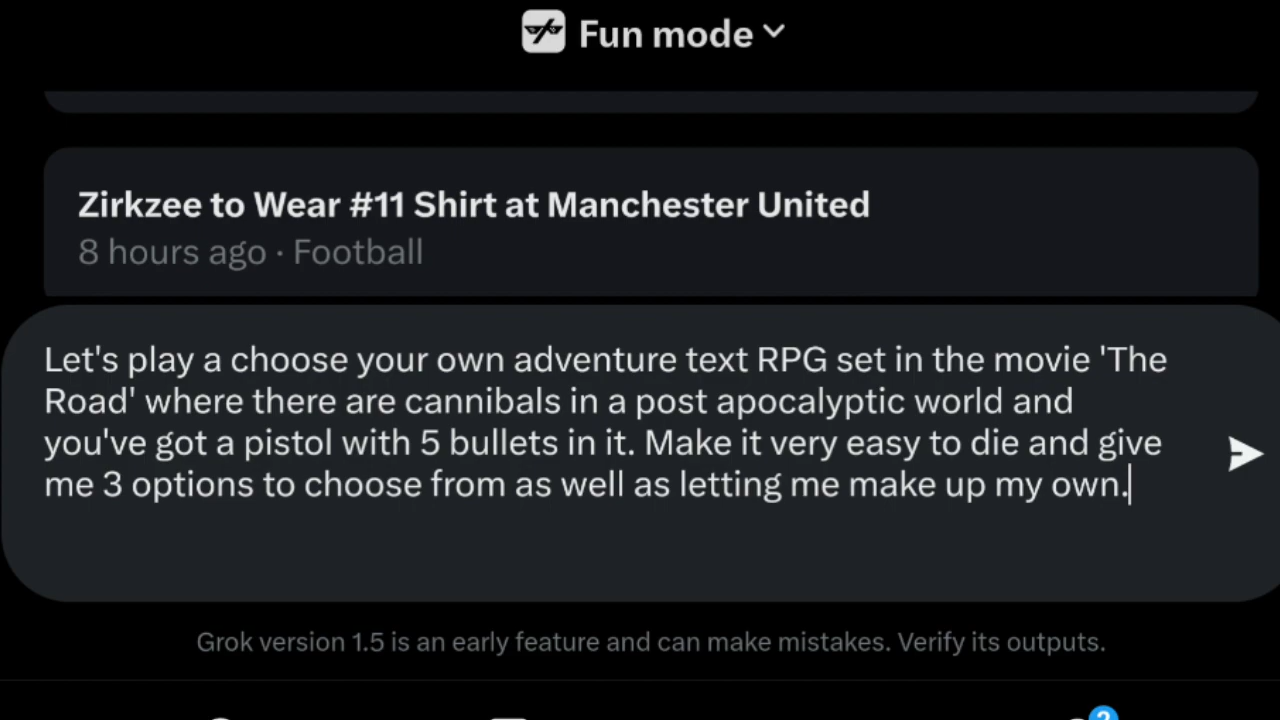 Fun mode
Zirkzee to Wear #11 Shirt at Manchester United
8 hours ago · Football
Let's play a choose your own adventure text RPG set in the movie 'The
Road' where there are cannibals in a post apocalyptic world and
you've got a pistol with 5 bullets in it. Make it very easy to die and give
me 3 options to choose from as well as letting me make up my own.
Grok version 1.5 is an early feature and can make mistakes. Verify its outputs.
2